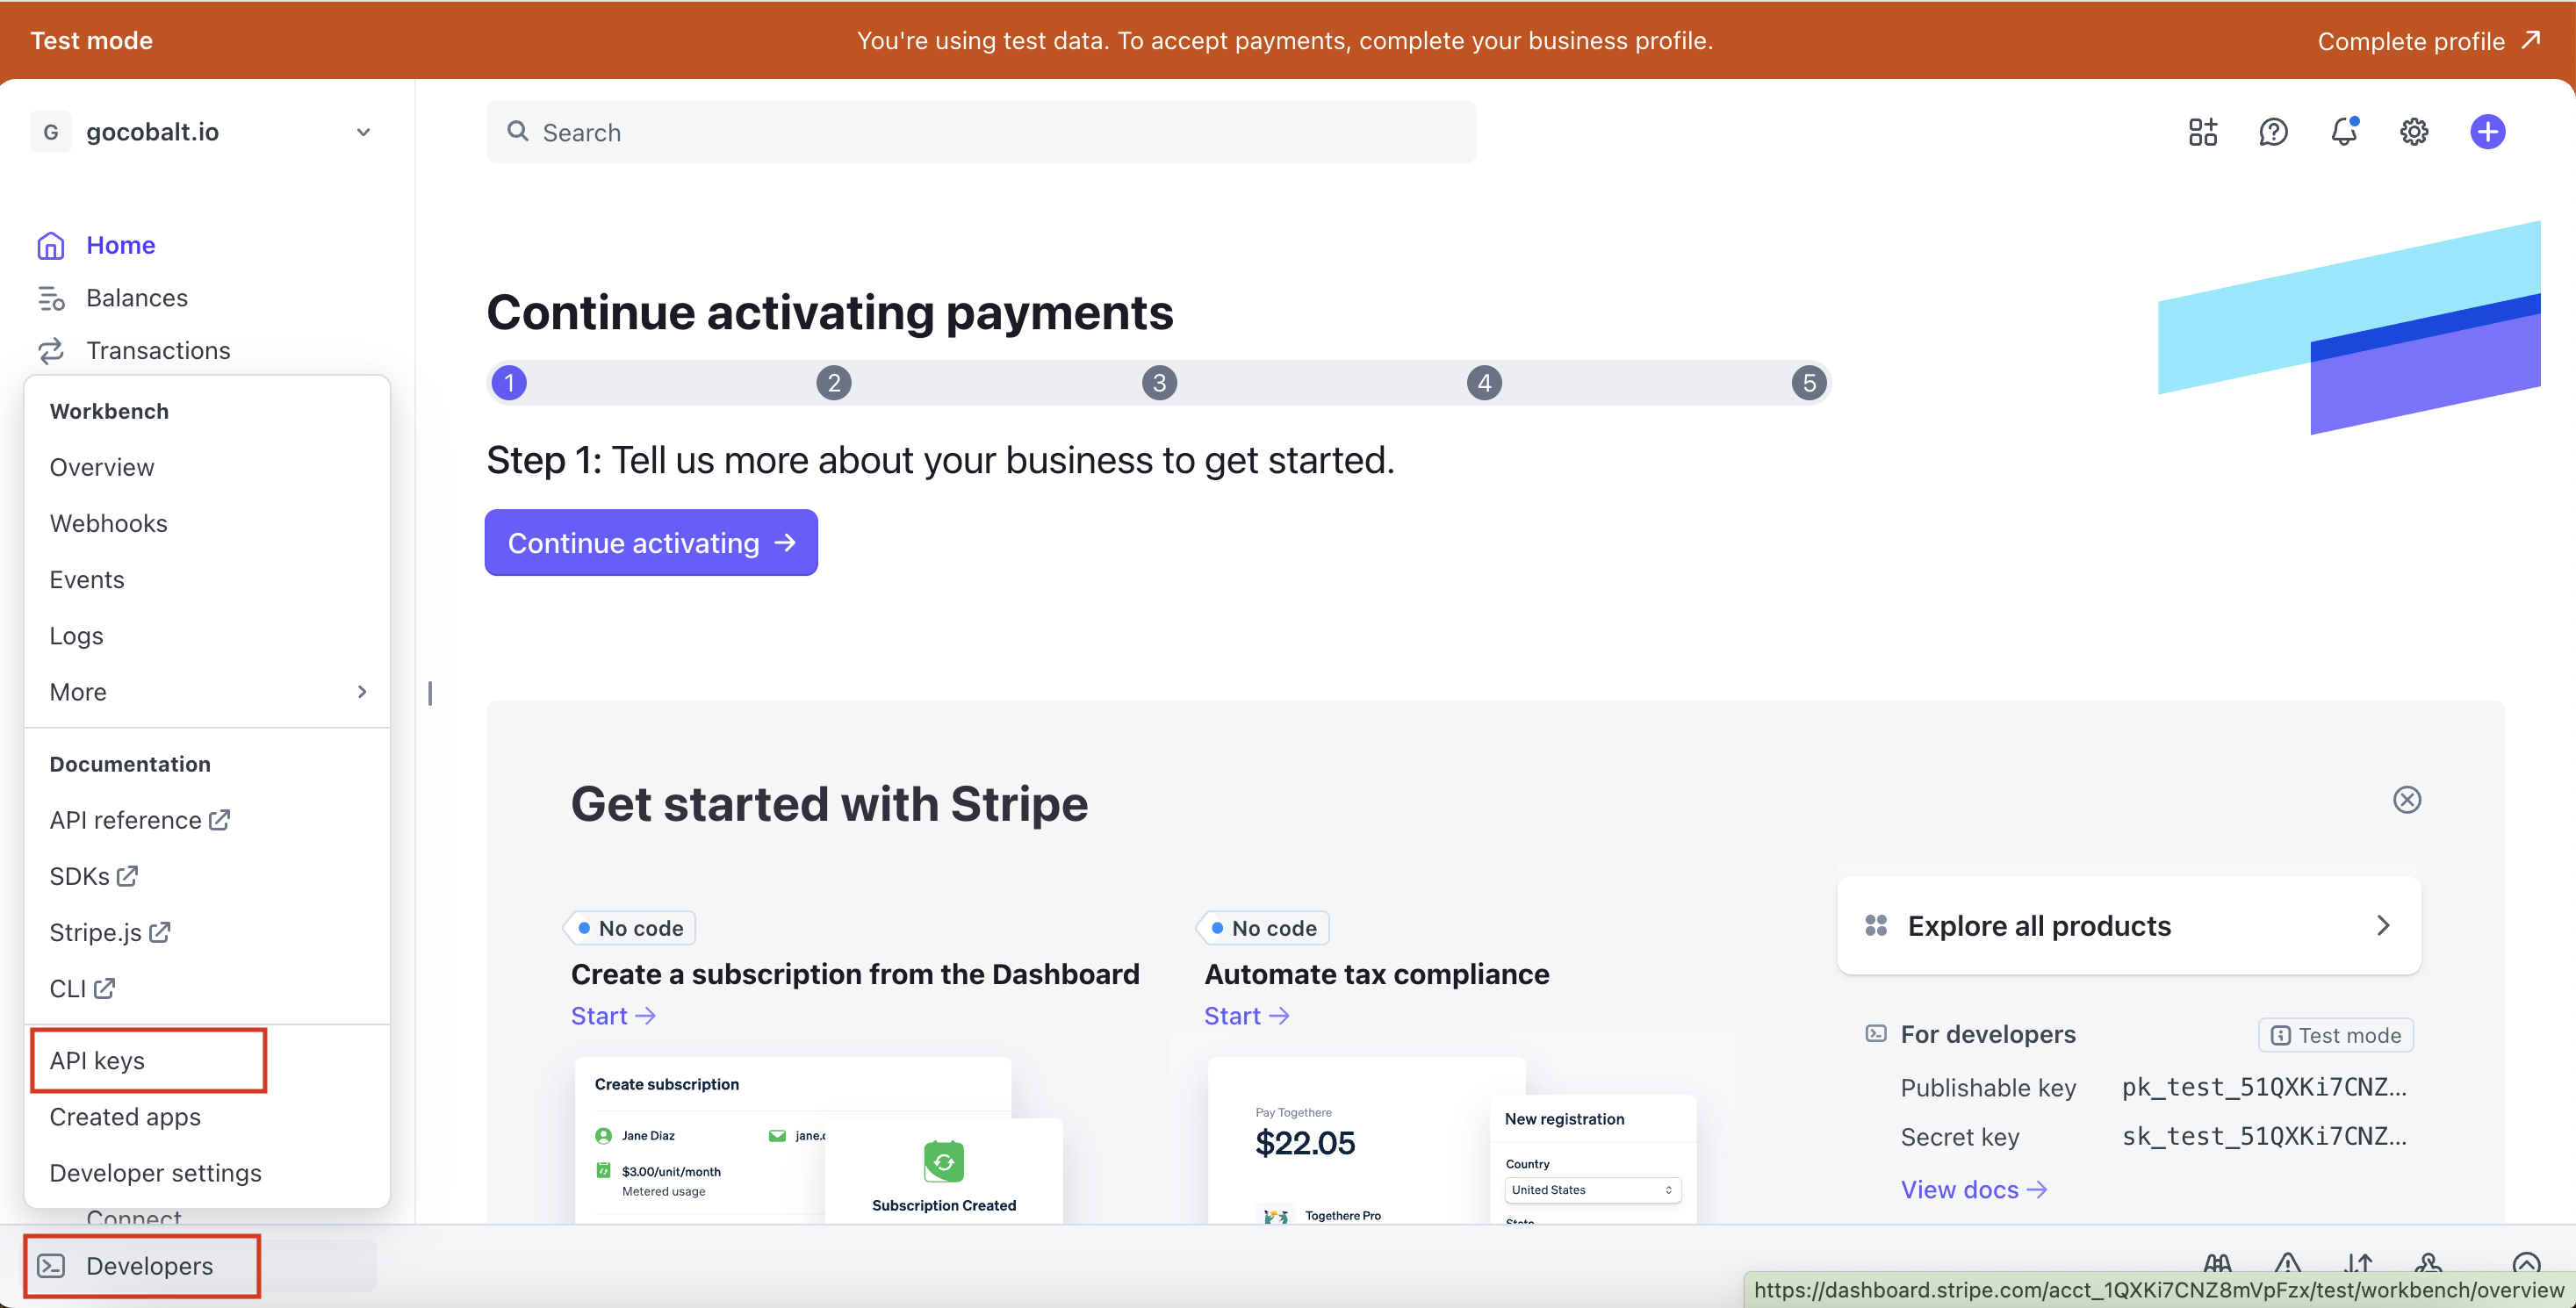 Test mode
You're using test data. To accept payments, complete your business profile.
Complete profile
G
gocobalt.io
Search
Home
Balances
Transactions
Workbench
Overview
Webhooks
Events
Logs
More
Documentation
API reference
SDKs
Stripe.js
CLI
API keys
Created apps
Developer settings
Connect
Developers
Continue activating payments
1
2
3
4
5
Step 1: Tell us more about your business to get started.
Continue activating
Get started with Stripe
No code
Create a subscription from the Dashboard
Start
Create subscription
Jane Diaz
jane.
$3.00/unit/month
Metered usage
Subscription Created
No code
Automate tax compliance
Start
Pay Togethere
$22.05
Togethere Pro
New registration
Country
United States
State
Explore all products
For developers
Test mode
Publishable key
pk_test_51QXKi7CNZ...
Secret key
sk_test_51QXKi7CNZ...
View docs
https://dashboard.stripe.com/acct_1QXKi7CNZ8mVpFzx/test/workbench/overview